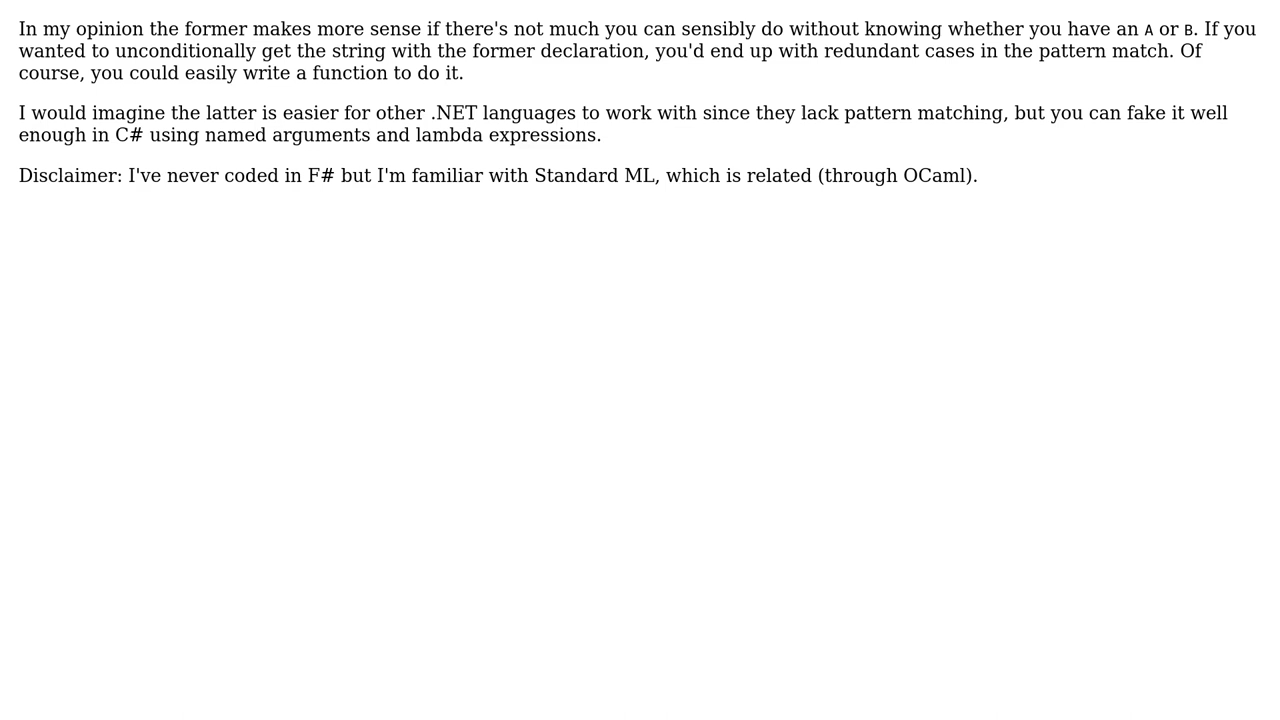 In my opinion the former makes more sense if there's not much you can sensibly do without knowing whether you have an A or B. If you
wanted to unconditionally get the string with the former declaration, you'd end up with redundant cases in the pattern match. Of
course, you could easily write a function to do it.
I would imagine the latter is easier for other .NET languages to work with since they lack pattern matching, but you can fake it well
enough in C# using named arguments and lambda expressions.
Disclaimer: I've never coded in F# but I'm familiar with Standard ML, which is related (through OCaml).